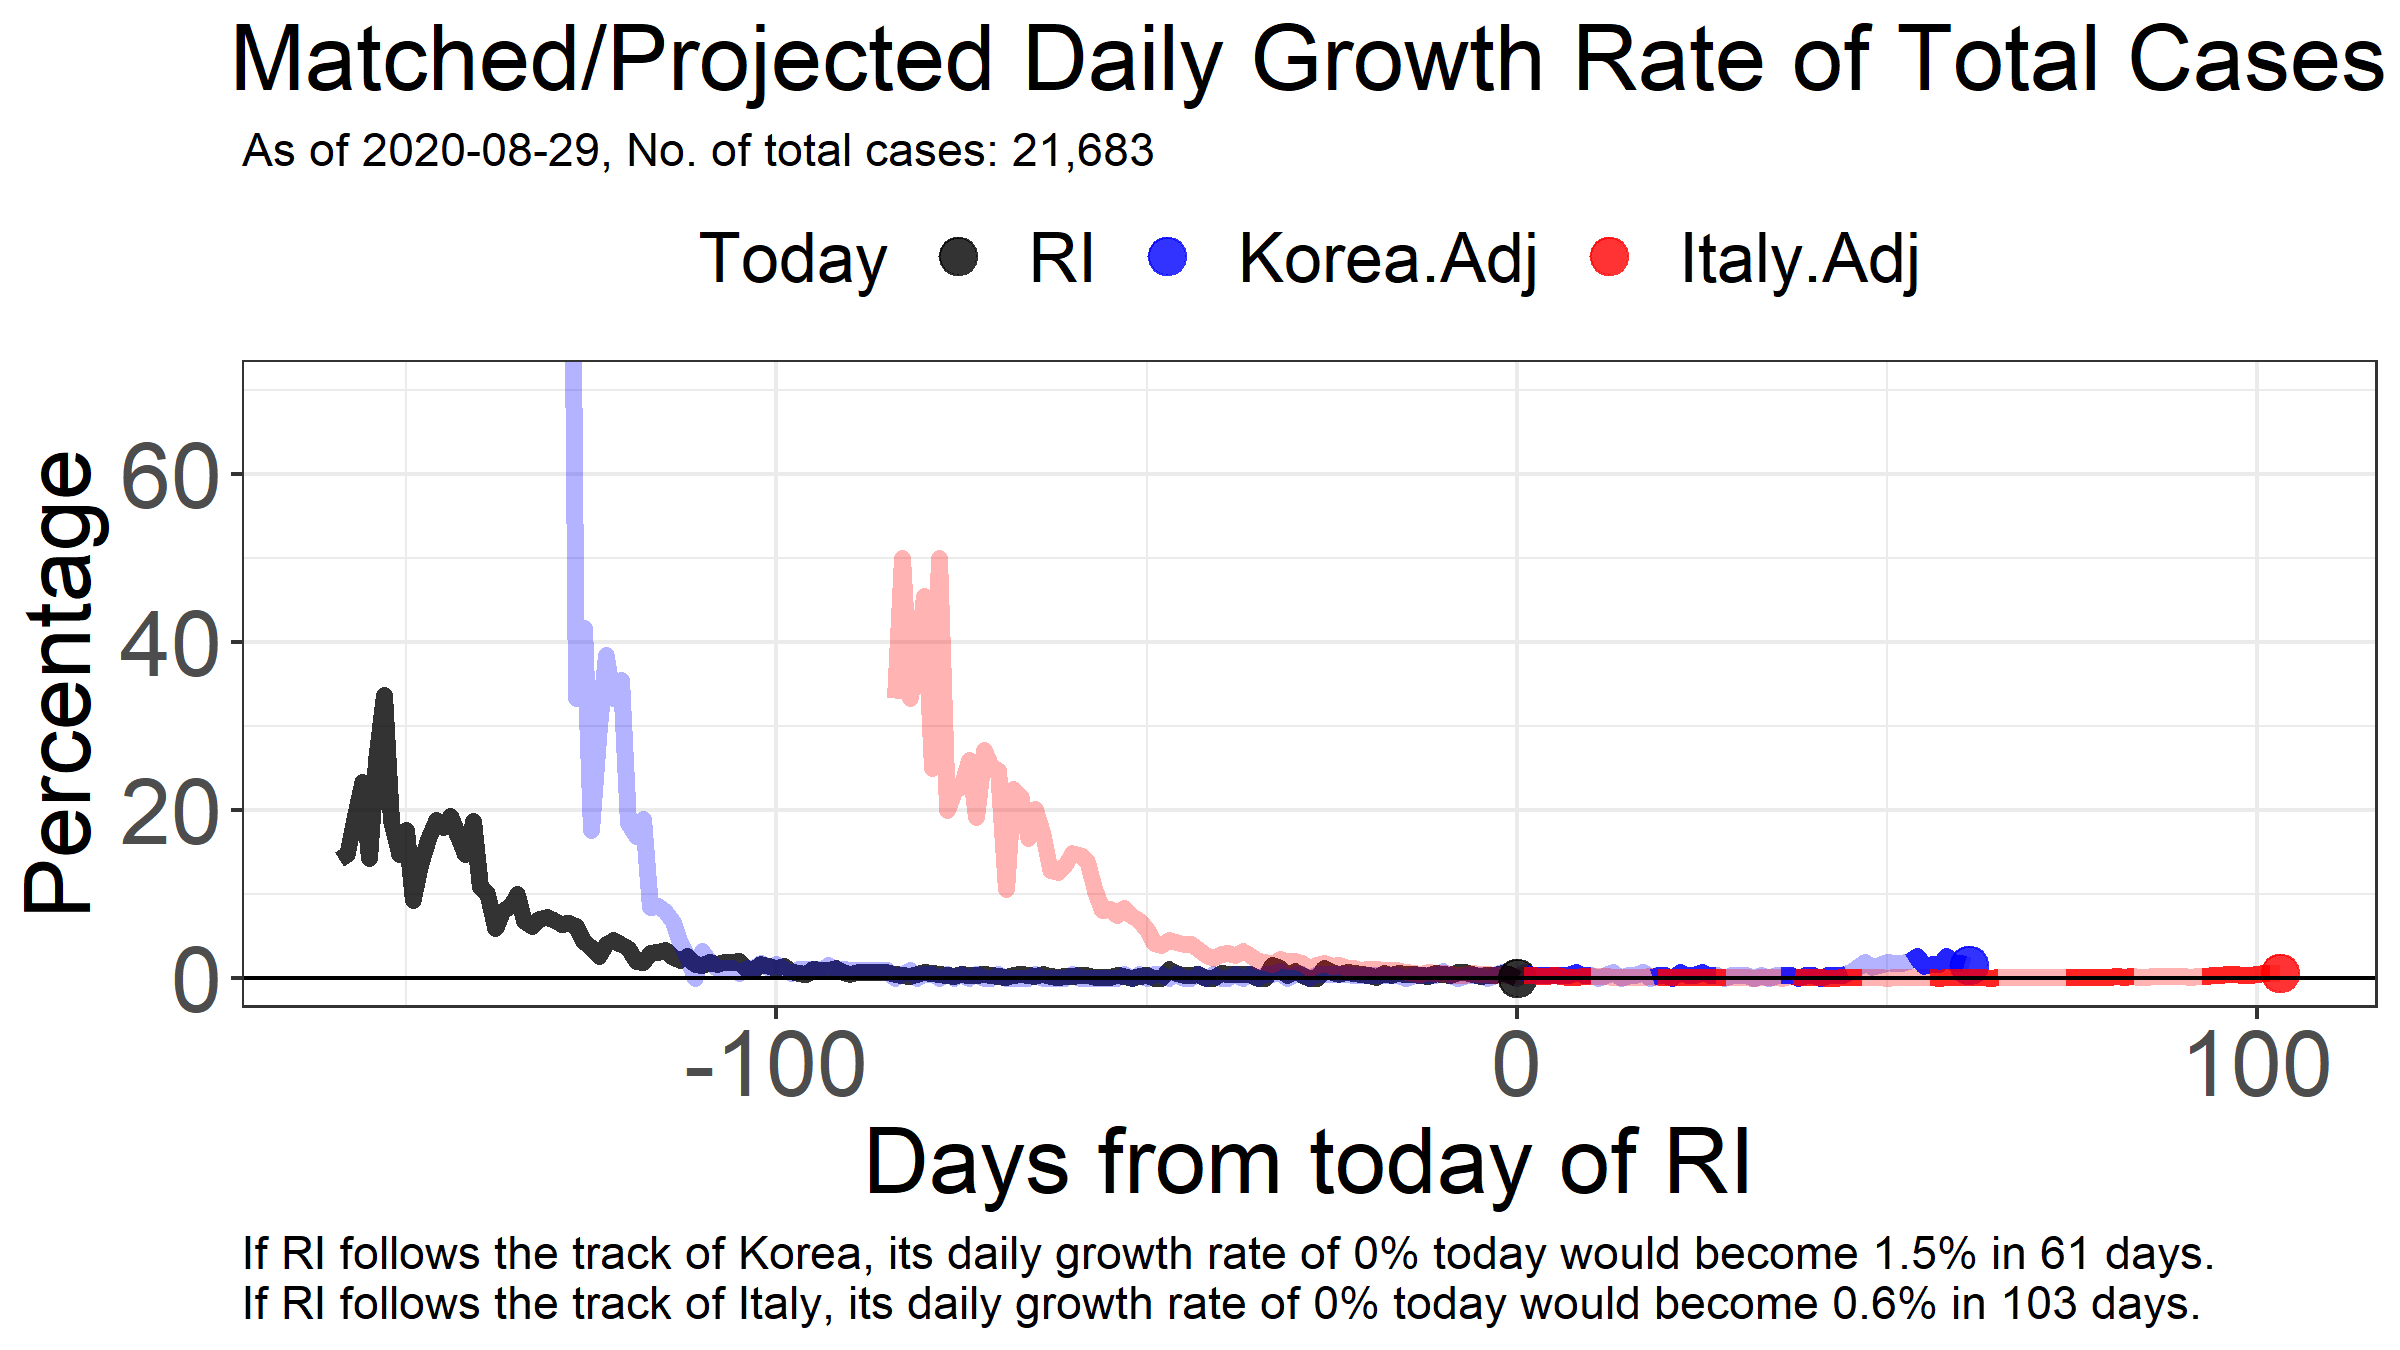 Matched/Projected Daily Growth Rate of Total Cases
As of 2020-08-29, No. of total cases: 21,683
Today RI Korea.Adj Italy.Adj
Percentage
60
40
20
0
-100 0 100
Days from today of RI
If RI follows the track of Korea, its daily growth rate of 0% today would become 1.5% in 61 days.
If RI follows the track of Italy, its daily growth rate of 0% today would become 0.6% in 103 days.